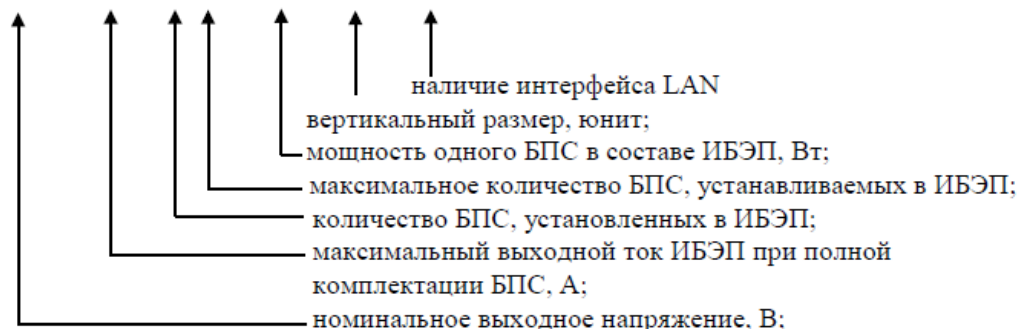 наличие интерфейса LAN
вертикальный размер, юнит;
мощность одного БПС в составе ИБЭП, Вт;
максимальное количество БПС, устанавливаемых в ИБЭП;
количество БПС, установленных в ИБЭП;
максимальный выходной ток ИБЭП при полной
комплектации БПС, А;
номинальное выходное напряжение, В;